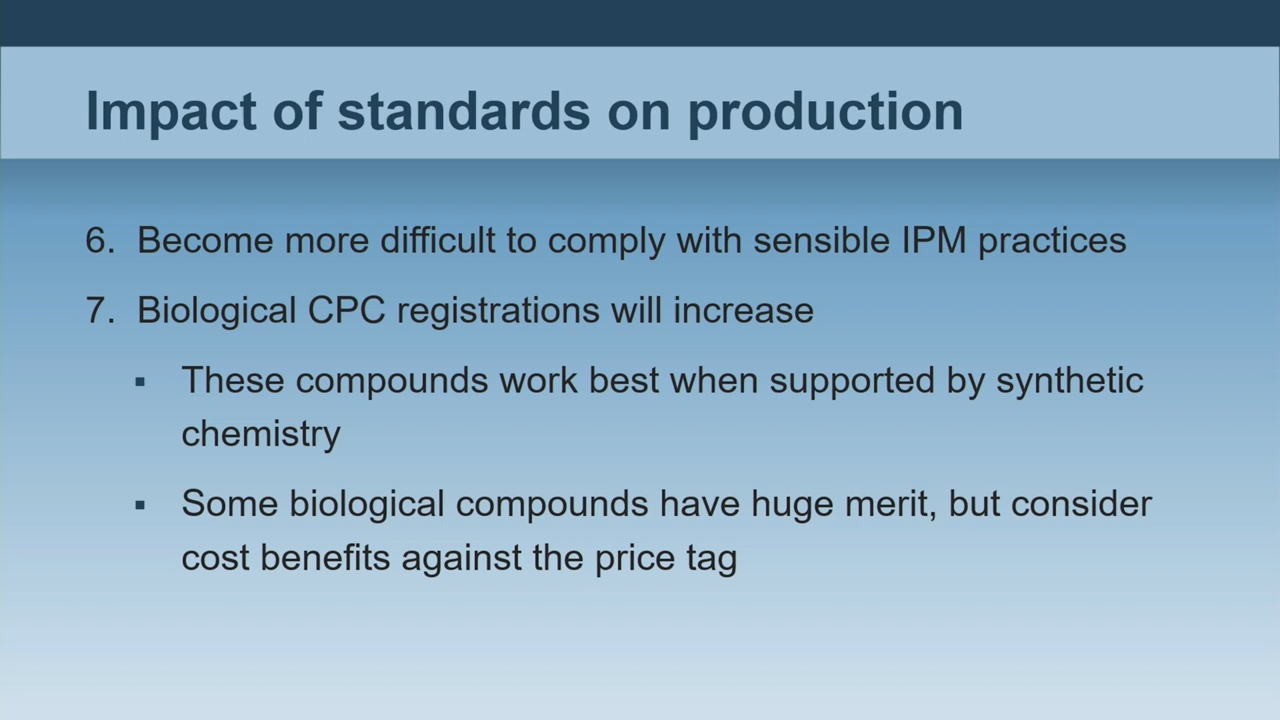 Impact of standards on production
6. Become more difficult to comply with sensible IPM practices
7. Biological CPC registrations will increase
▪ These compounds work best when supported by synthetic
chemistry
▪ Some biological compounds have huge merit, but consider
cost benefits against the price tag